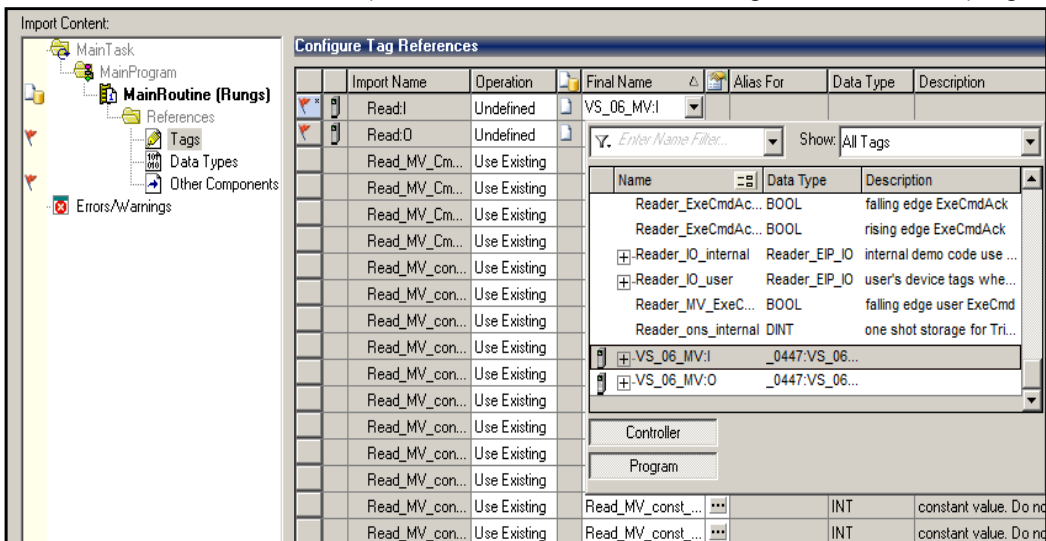 Import Content:
MainTask
MainProgram
MainRoutine (Rungs)
References
Tags
Data Types
Other Components
Errors/Warnings
Configure Tag References
Import Name Operation Final Name Alias For Data Type Description
Read:I Undefined VS_06_MV:I
Read:O Undefined
Enter Name Filter... Show: All Tags
Name Data Type Description
Reader_ExeCmdAc... BOOL falling edge ExeCmdAck
Reader_ExeCmdAc... BOOL rising edge ExeCmdAck
Reader_IO_internal Reader_EIP_IO internal demo code use ...
Reader_IO_user Reader_EIP_IO user's device tags whe...
Reader_MV_ExeC... BOOL falling edge user ExeCmd
Reader_ons_internal DINT one shot storage for Tri...
VS_06_MV:I _0447:VS_06...
VS_06_MV:O _0447:VS_06...
Controller
Program
Read_MV_Cm... Use Existing
Read_MV_Cm... Use Existing
Read_MV_Cm... Use Existing
Read_MV_Cm... Use Existing
Read_MV_con... Use Existing
Read_MV_con... Use Existing
Read_MV_con... Use Existing
Read_MV_con... Use Existing
Read_MV_con... Use Existing
Read_MV_con... Use Existing
Read_MV_con... Use Existing
Read_MV_con... Use Existing
Read_MV_con... Use Existing
Read_MV_con... Use Existing Read_MV_const_... INT constant value. Do no
Read_MV_con... Use Existing Read_MV_const_... INT constant value. Do no